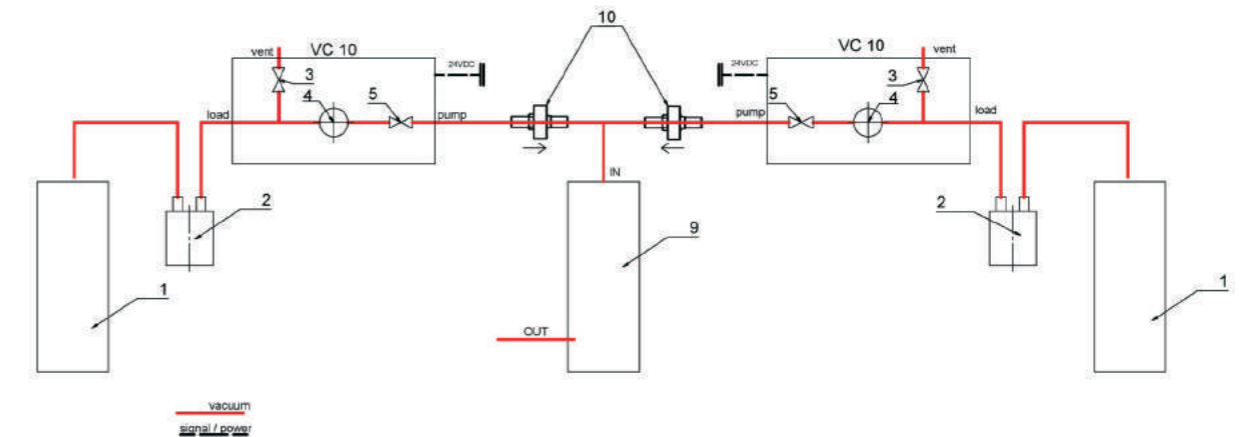 10
vent VC 10
24VDC
24VDC
VC 10 vent
3
4
5
3
4
5
load
pump
pump
load
IN
2
2
9
1
1
OUT
vacuum
signal / power